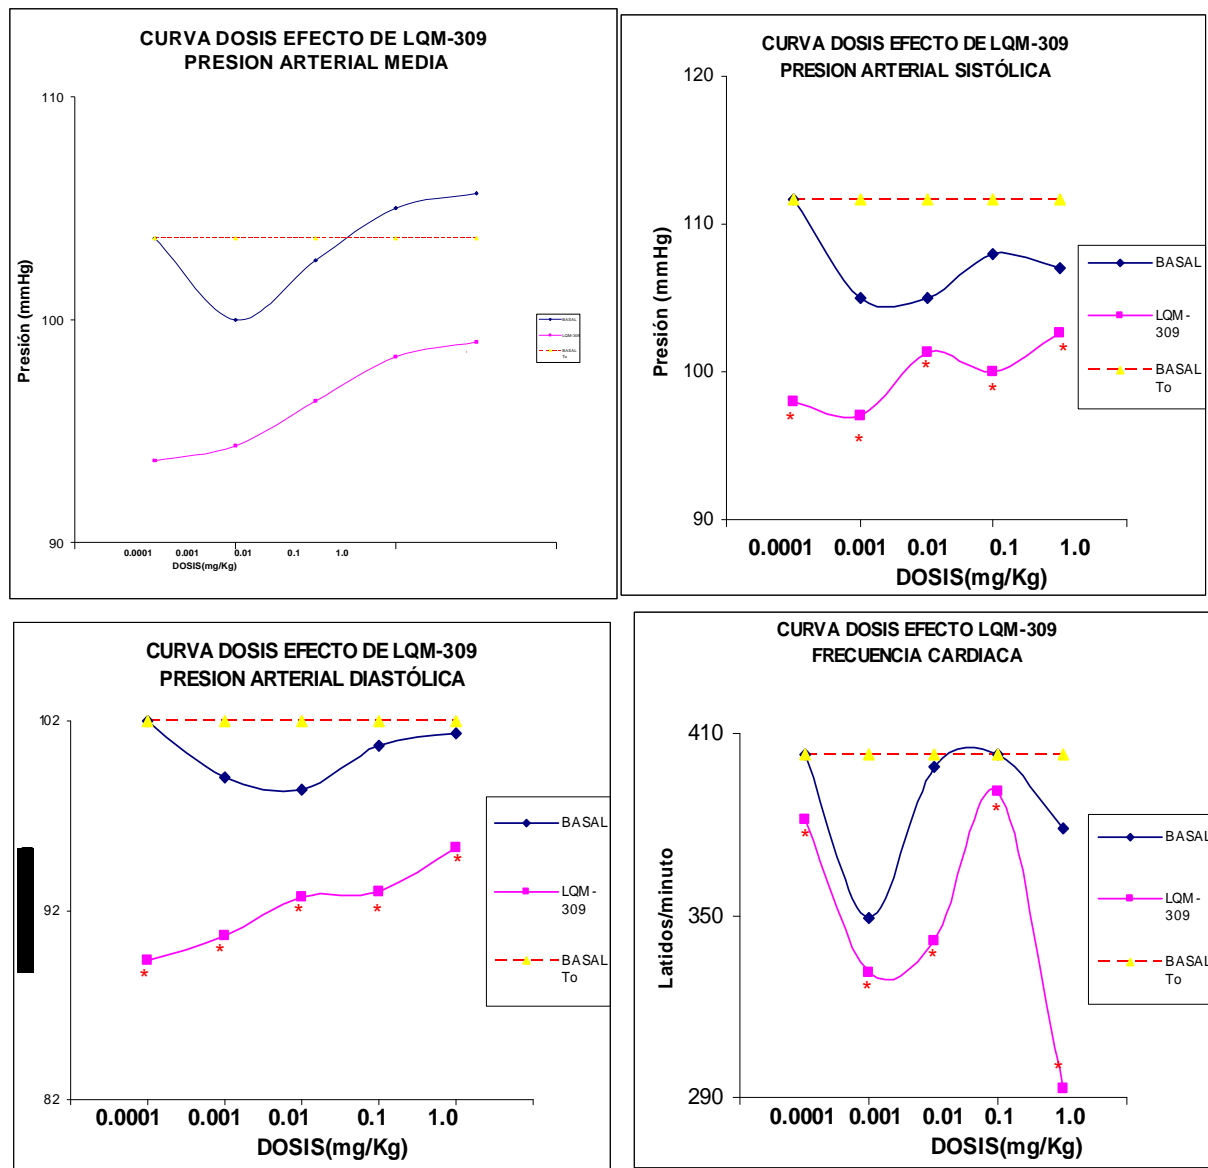 CURVA DOSIS EFECTO DE LQM-309
PRESION ARTERIAL MEDIA
110
100
90
Presión (mmHg)
0.0001 0.001 0.01 0.1 1.0
DOSIS(mg/Kg)
BASAL
LQM-309
BASAL
To
CURVA DOSIS EFECTO DE LQM-309
PRESION ARTERIAL SISTÓLICA
120
110
100
90
Presión (mmHg)
* * * * *
0.0001 0.001 0.01 0.1 1.0
DOSIS(mg/Kg)
BASAL
LQM-
309
BASAL
To
CURVA DOSIS EFECTO DE LQM-309
PRESION ARTERIAL DIASTÓLICA
102
92
82
* * * * *
0.0001 0.001 0.01 0.1 1.0
DOSIS(mg/Kg)
BASAL
LQM-
309
BASAL
To
CURVA DOSIS EFECTO LQM-309
FRECUENCIA CARDIACA
410
350
290
Latidos/minuto
* * * * *
0.0001 0.001 0.01 0.1 1.0
DOSIS(mg/Kg)
BASAL
LQM-
309
BASAL
To